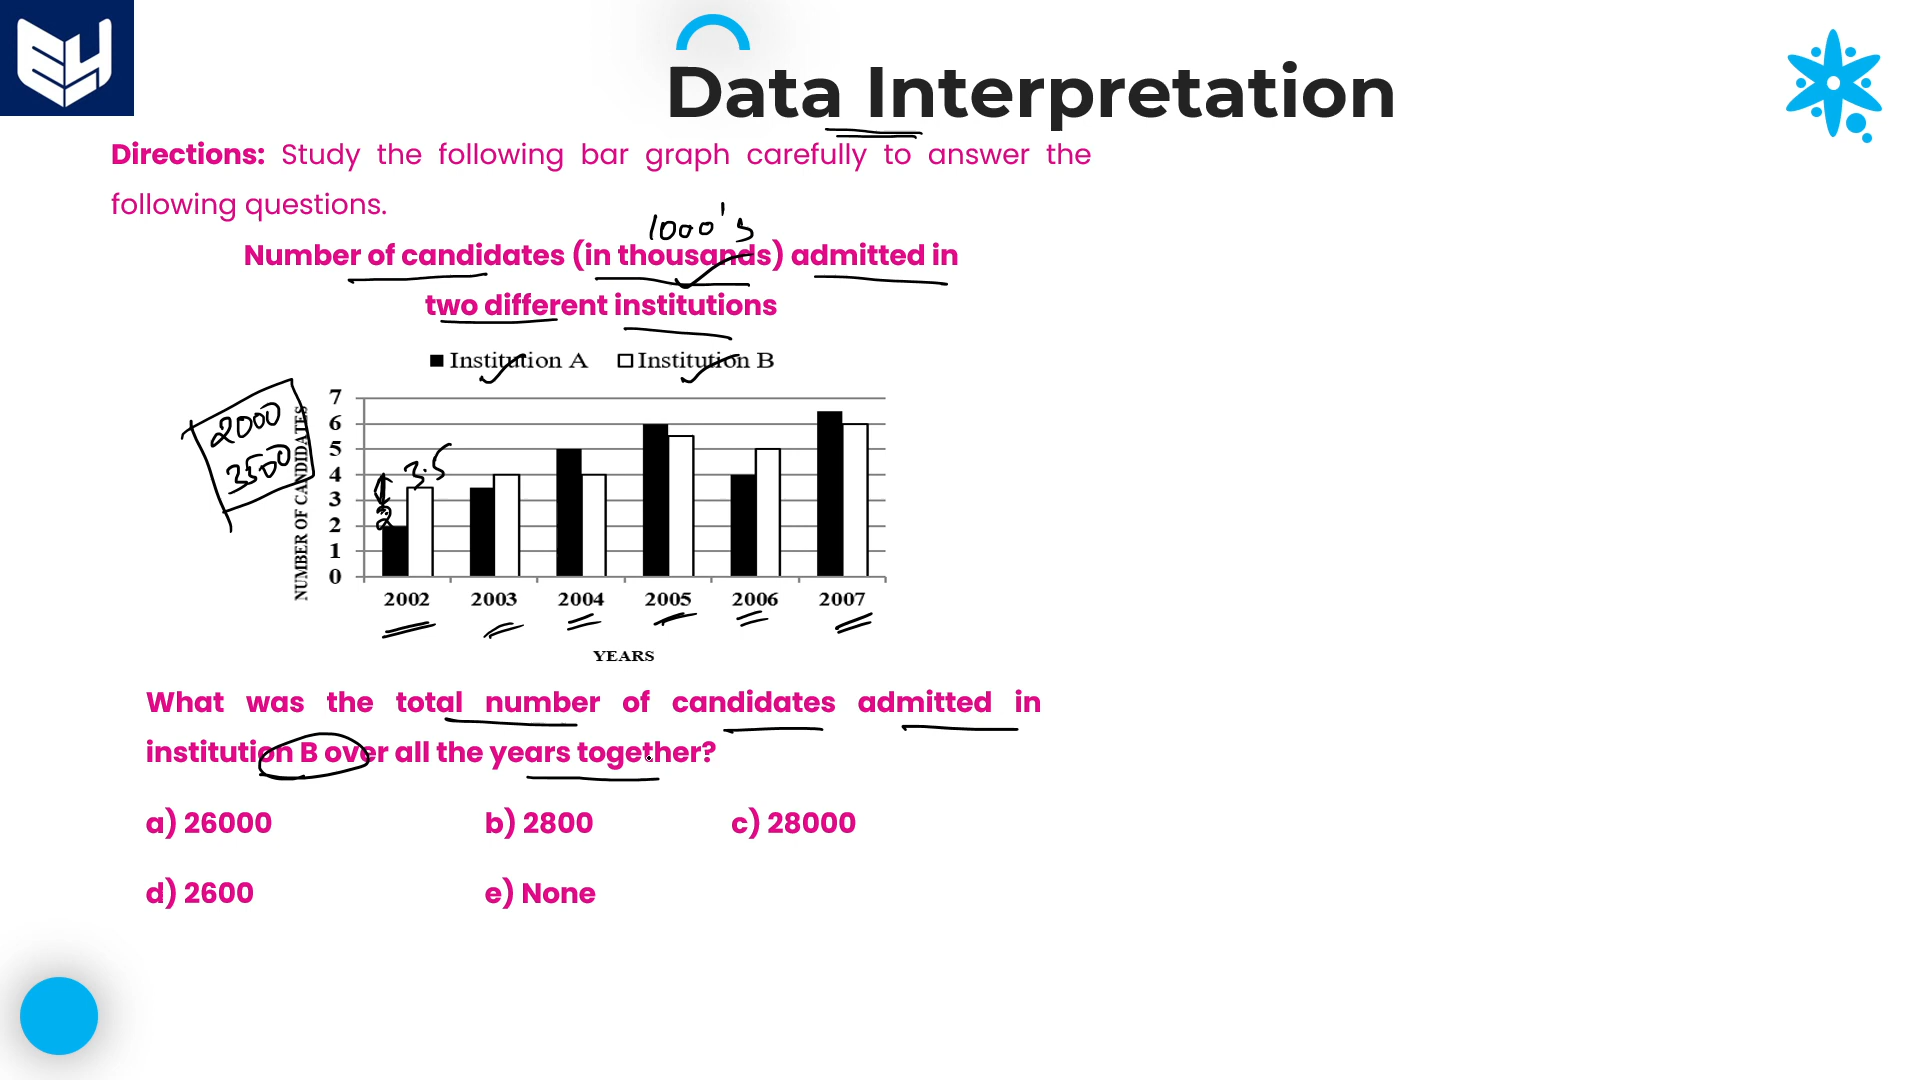 Data Interpretation
Directions: Study the following bar graph carefully to answer the
following questions.
1000's
Number of candidates (in thousands) admitted in
two different institutions
Institution A Institution B
2000
3500
NUMBER OF CANDIDATES
7
6
5
4
3
2
1
0
3.5
2
2002 2003 2004 2005 2006 2007
YEARS
What was the total number of candidates admitted in
institution B over all the years together?
a) 26000 b) 2800 c) 28000
d) 2600 e) None